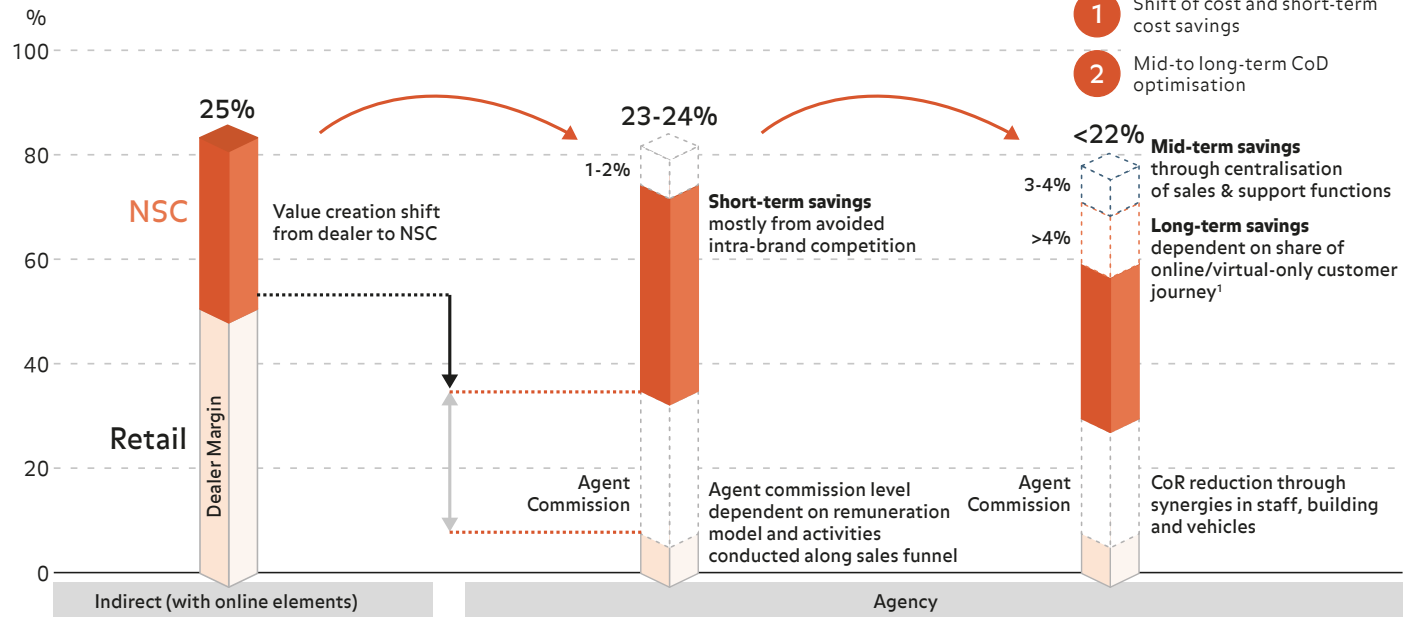 %
100
80
60
40
20
0
1
Shift of cost and short-term
cost savings
2
Mid-to long-term CoD
optimisation
25%
NSC
Value creation shift
from dealer to NSC
Retail
Dealer Margin
23-24%
1-2%
Short-term savings
mostly from avoided
intra-brand competition
Agent
Commission
Agent commission level
dependent on remuneration
model and activities
conducted along sales funnel
<22%
3-4%
>4%
Mid-term savings
through centralisation
of sales & support functions
Long-term savings
dependent on share of
online/virtual-only customer
journey¹
Agent
Commission
CoR reduction through
synergies in staff, building
and vehicles
Indirect (with online elements)
Agency